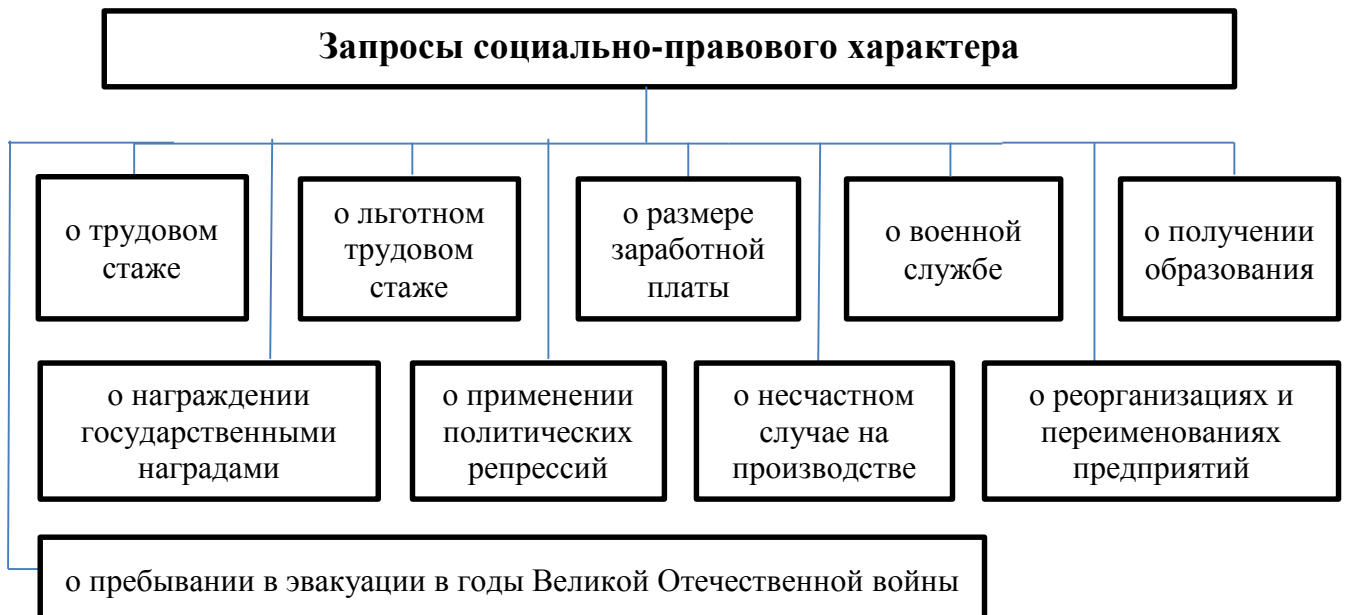 Запросы социально-правового характера
о трудовом
стаже
о льготном
трудовом
стаже
о размере
заработной
платы
о военной
службе
о получении
образования
о награждении
государственными
наградами
о применении
политических
репрессий
о несчастном
случае на
производстве
о реорганизациях и
переименованиях
предприятий
о пребывании в эвакуации в годы Великой Отечественной войны